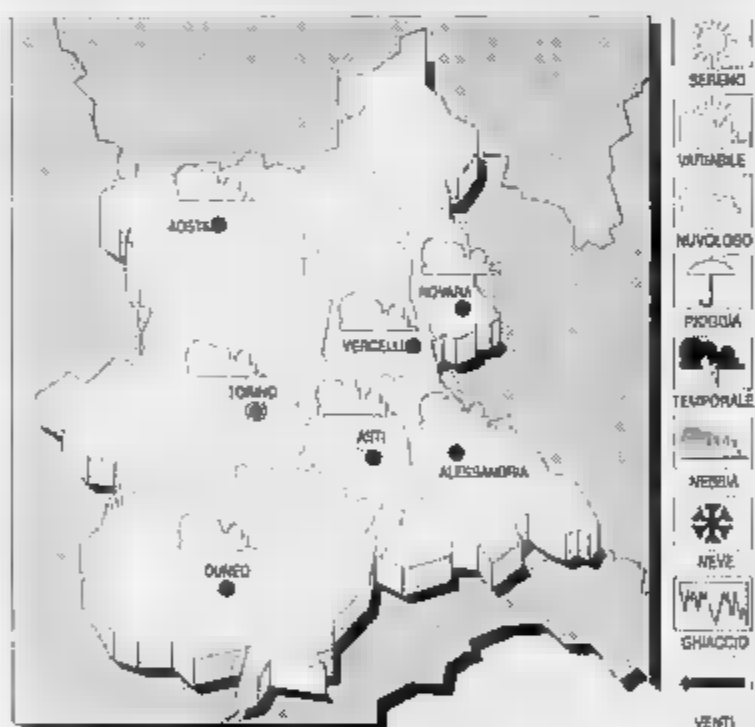 SERENO
VARIABILE
NUVOLOSO
PIOGGIA
TEMPORALE
NEBBIA
NEVE
GHIACCIO
VENTI
AOSTA
NOVARA
VERCELLI
TORINO
ASTI
ALESSANDRIA
CUNEO